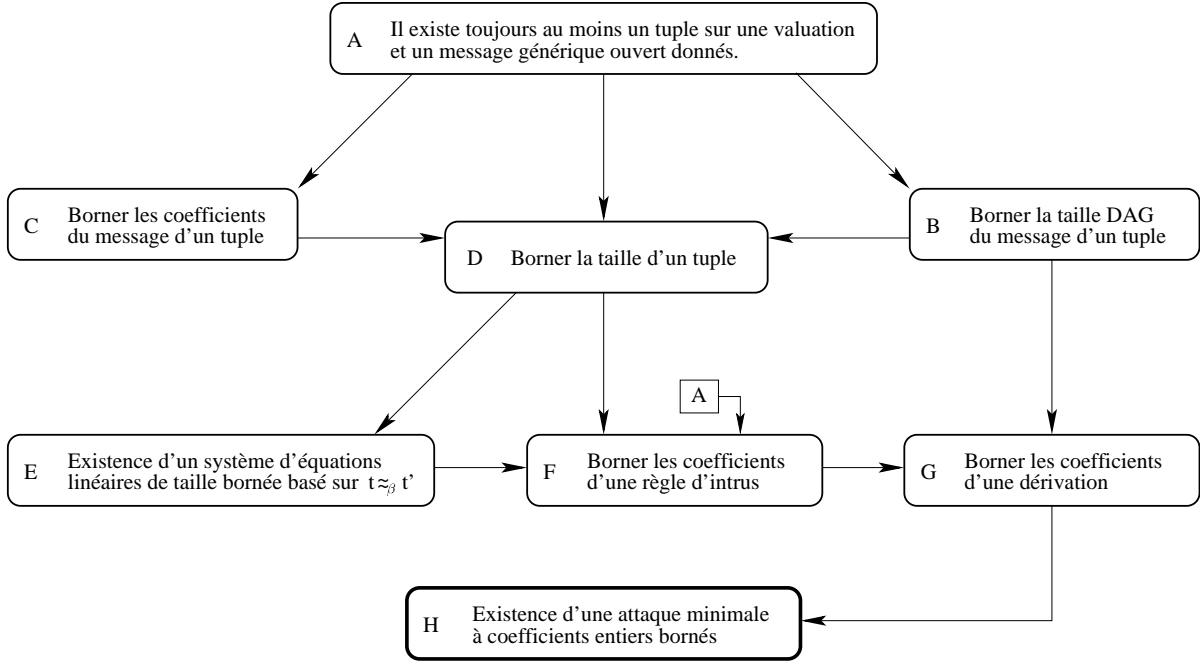 A Il existe toujours au moins un tuple sur une valuation
et un message générique ouvert donnés.
C Borner les coefficients
du message d'un tuple
B Borner la taille DAG
du message d'un tuple
D Borner la taille d'un tuple
A
E Existence d'un système d'équations
linéaires de taille bornée basé sur t ≈β t'
F Borner les coefficients
d'une règle d'intrus
G Borner les coefficients
d'une dérivation
H Existence d'une attaque minimale
à coefficients entiers bornés